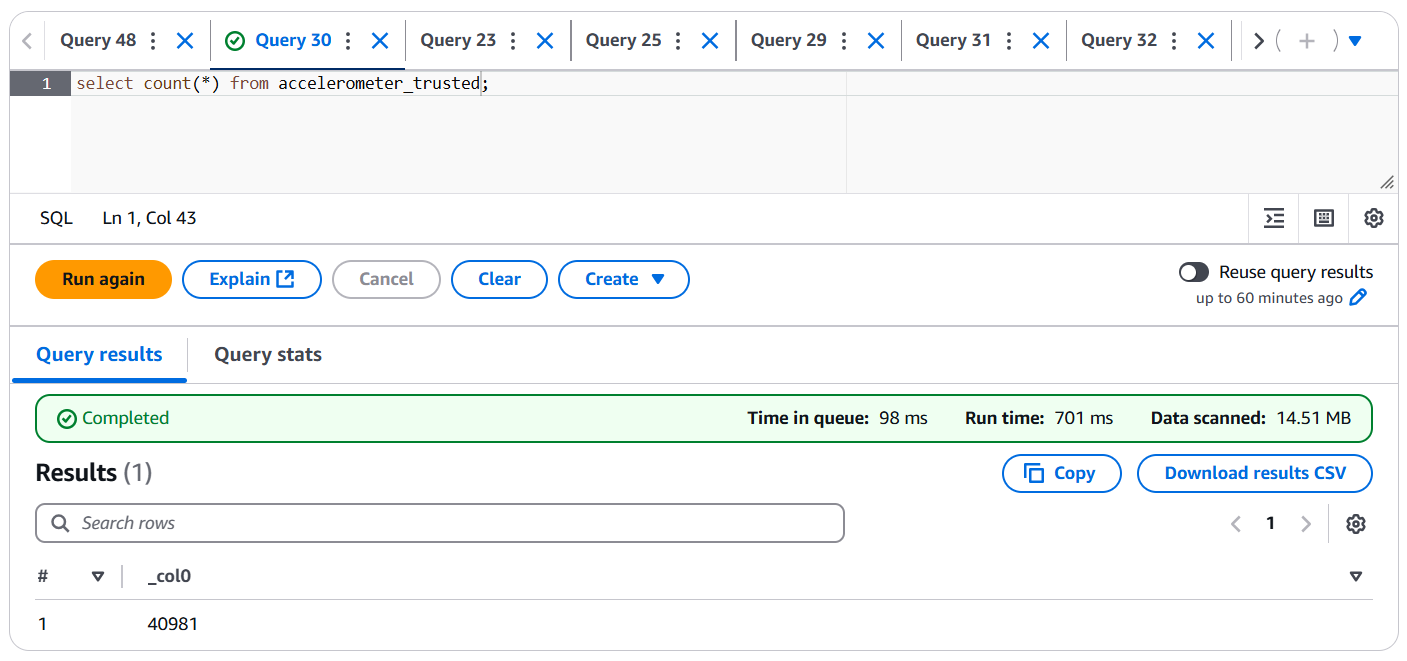 Query 48 Query 30 Query 23 Query 25 Query 29 Query 31 Query 32
1 select count(*) from accelerometer_trusted;
SQL Ln 1, Col 43
Run again Explain Cancel Clear Create Reuse query results
up to 60 minutes ago
Query results Query stats
Completed Time in queue: 98 ms Run time: 701 ms Data scanned: 14.51 MB
Results (1) Copy Download results CSV
Search rows 1
# _col0
1 40981